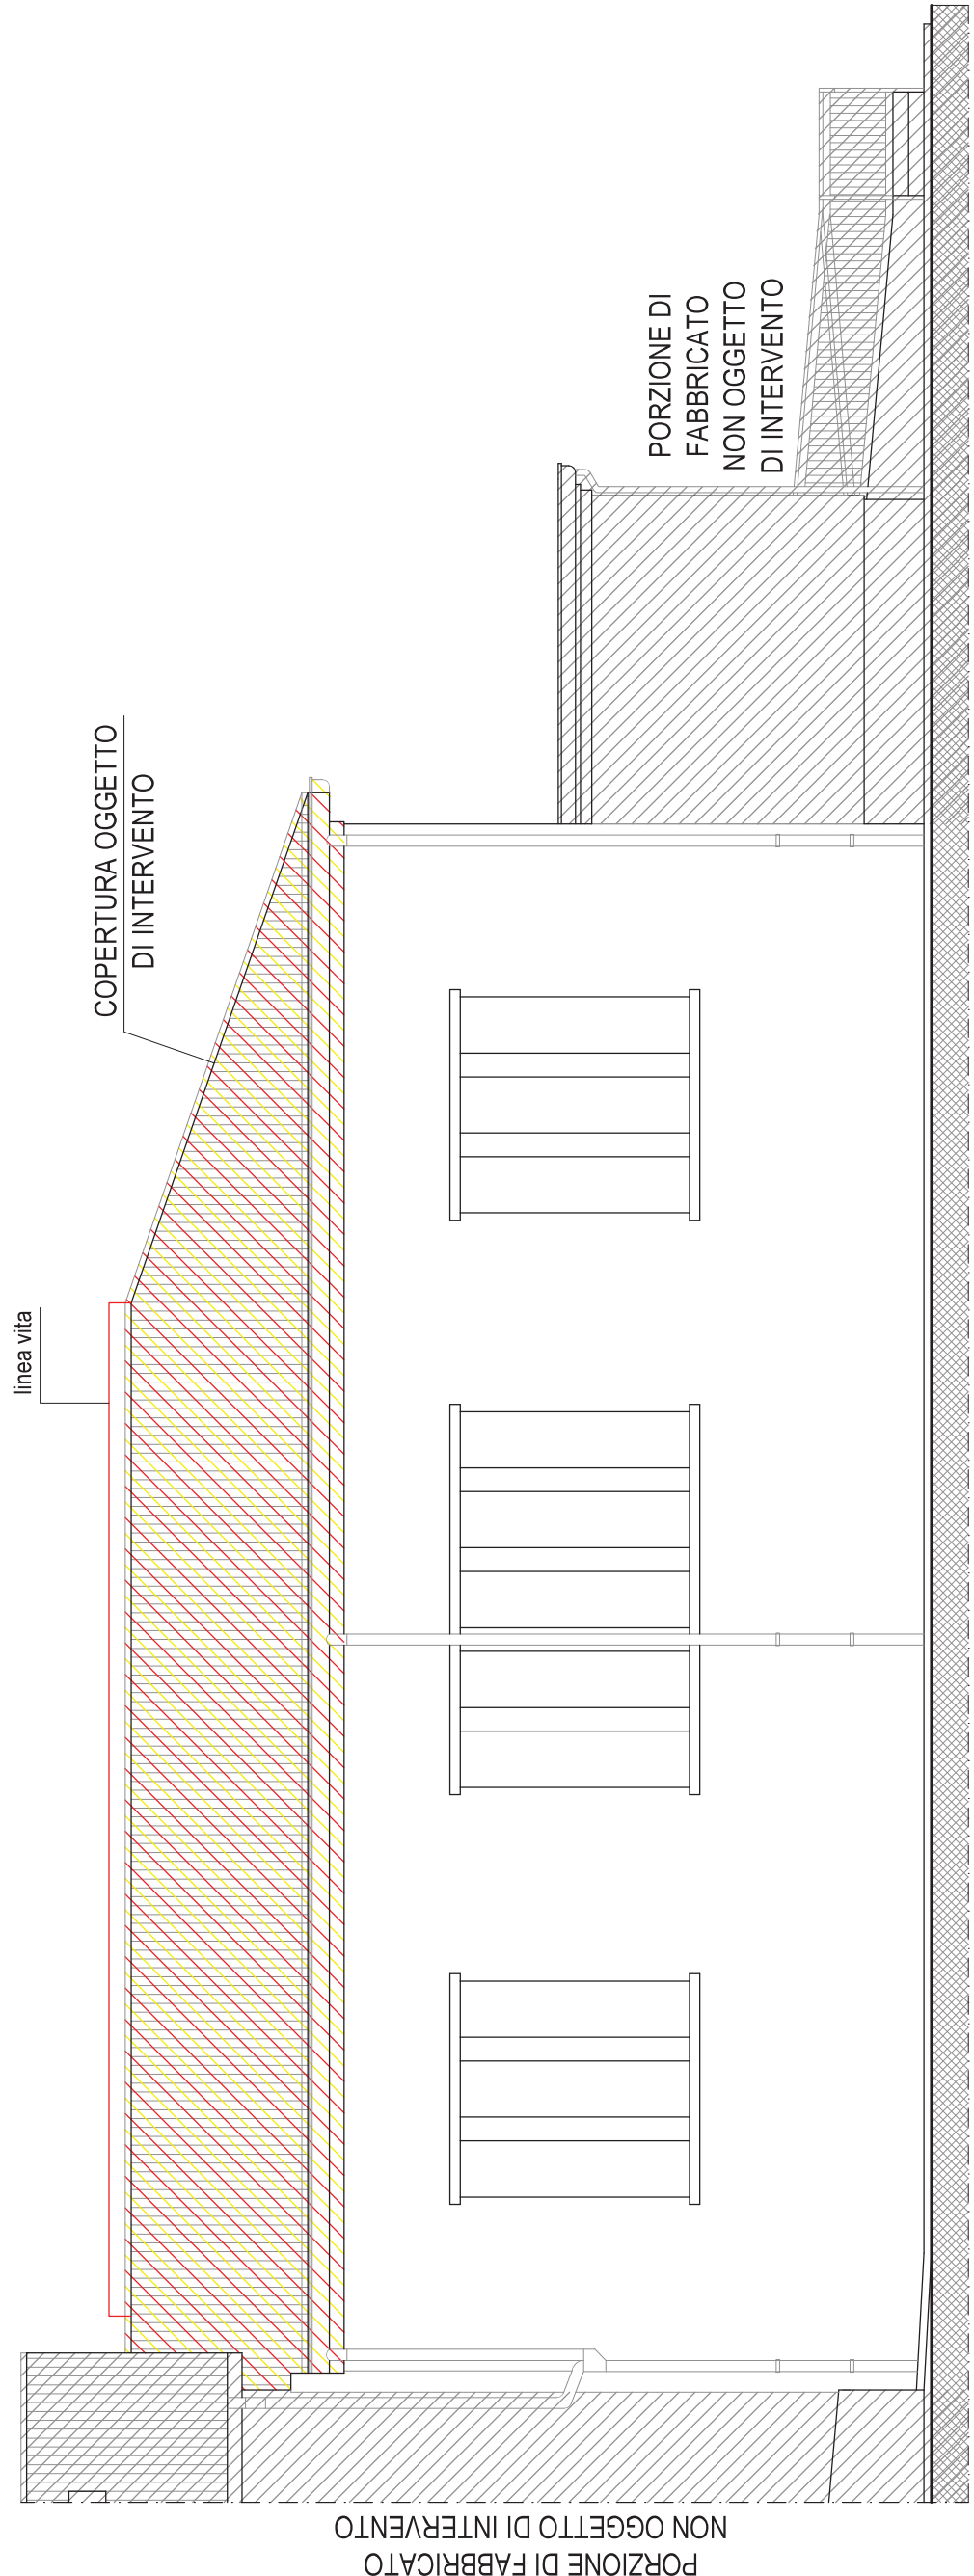 linea vita
COPERTURA OGGETTO
DI INTERVENTO
PORZIONE DI
FABBRICATO
NON OGGETTO
DI INTERVENTO
PORZIONE DI FABBRICATO
NON OGGETTO DI INTERVENTO